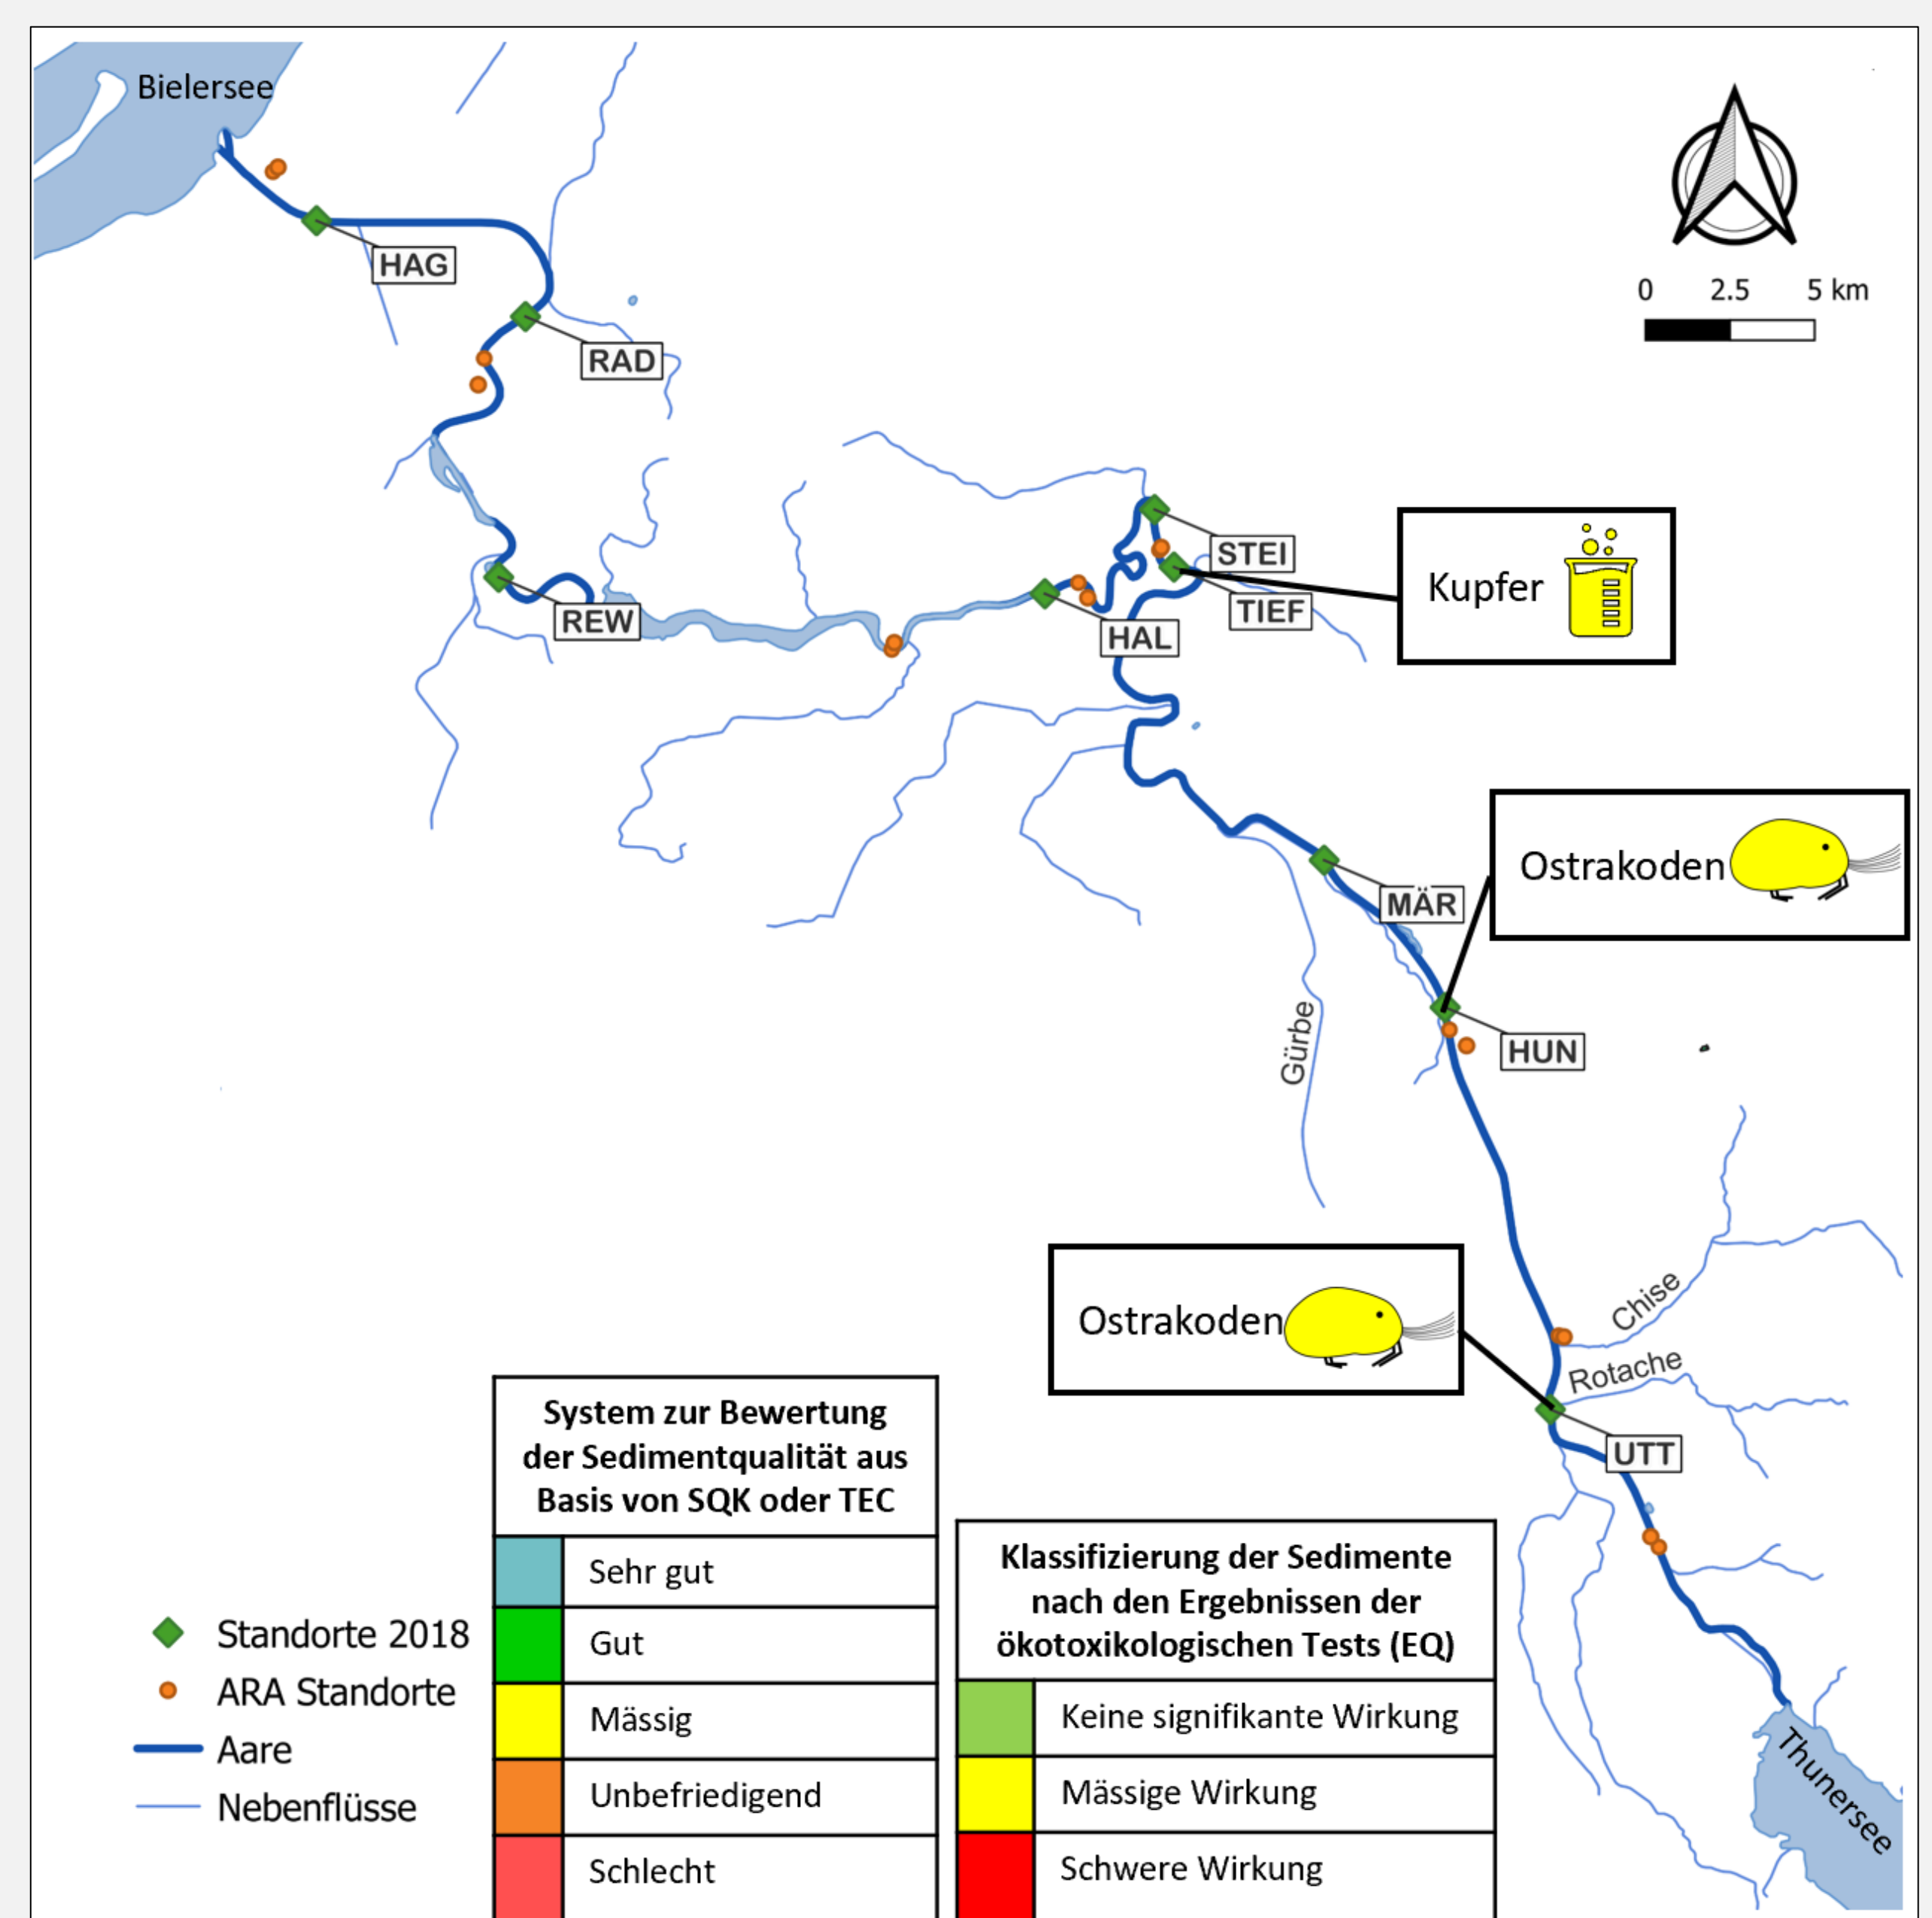 Bielersee
HAG
0 2.5 5 km
RAD
STEI
Kupfer
REW
TIEF
HAL
Ostrakoden
MÄR
Gürbe
HUN
Chise
Ostrakoden
Rotache
UTT
System zur Bewertung
der Sedimentqualität aus
Basis von SQK oder TEC
Sehr gut
Gut
Mässig
Unbefriedigend
Schlecht
Klassifizierung der Sedimente
nach den Ergebnissen der
ökotoxikologischen Tests (EQ)
Keine signifikante Wirkung
Mässige Wirkung
Schwere Wirkung
Standorte 2018
ARA Standorte
Aare
Nebenflüsse
Thunersee